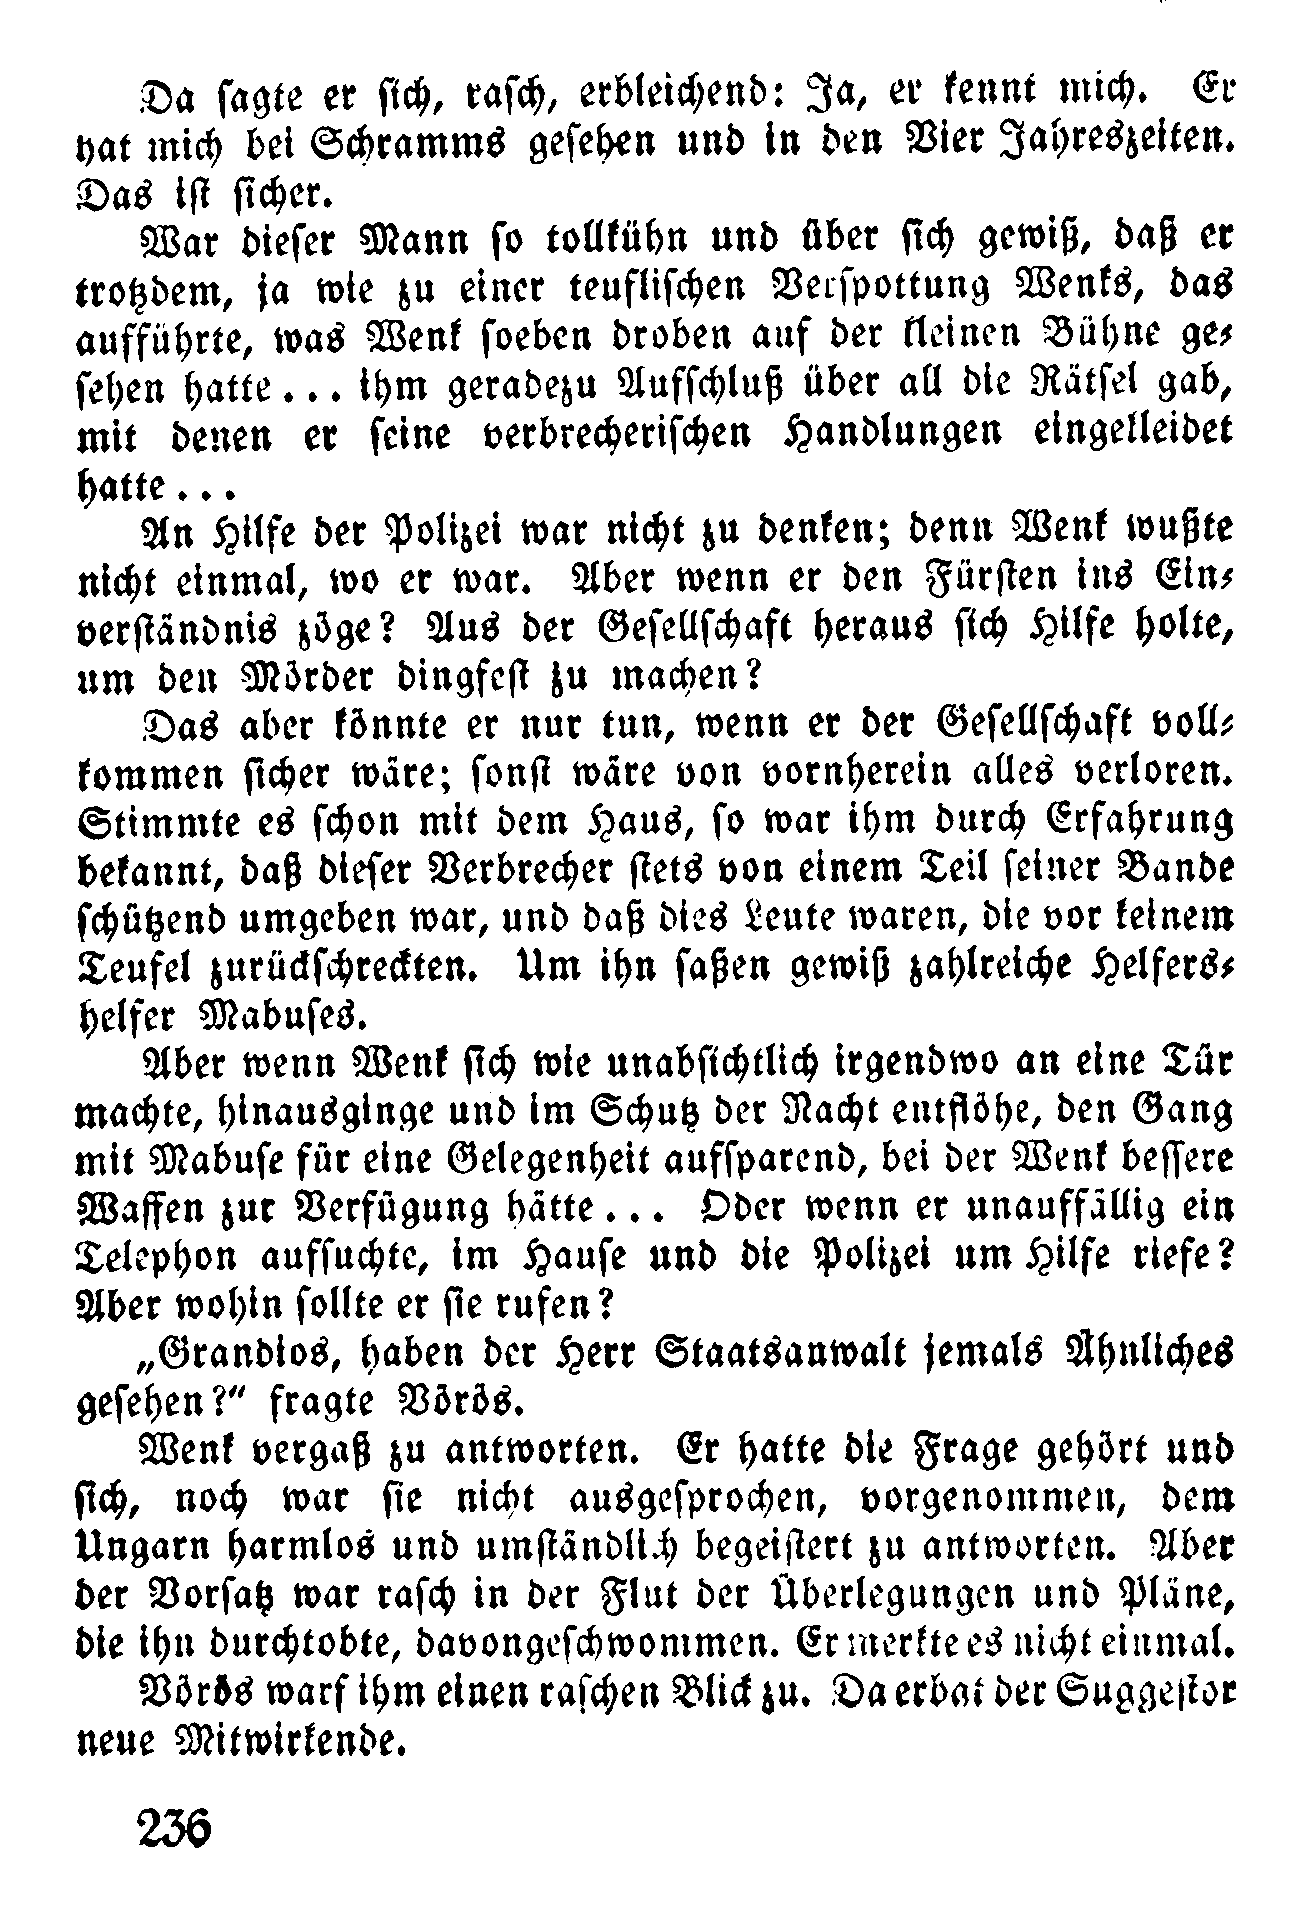 Da sagte er sich, rasch, erbleichend: Ja, er kennt mich. Er
hat mich bei Schramms gesehen und in den Vier Jahreszeiten.
Das ist sicher.
War dieser Mann so tollkühn und über sich gewiß, daß er
trotzdem, ja wie zu einer teuflischen Verspottung Wenks, das
aufführte, was Wenk soeben droben auf der kleinen Bühne ge-
sehen hatte... ihm geradezu Aufschluß über all die Rätsel gab,
mit denen er seine verbrecherischen Handlungen eingekleidet
hatte...
An Hilfe der Polizei war nicht zu denken; denn Wenk wußte
nicht einmal, wo er war. Aber wenn er den Fürsten ins Ein-
verständnis zöge? Aus der Gesellschaft heraus sich Hilfe holte,
um den Mörder dingfest zu machen?
Das aber könnte er nur tun, wenn er der Gesellschaft voll-
kommen sicher wäre; sonst wäre von vornherein alles verloren.
Stimmte es schon mit dem Haus, so war ihm durch Erfahrung
bekannt, daß dieser Verbrecher stets von einem Teil seiner Bande
schützend umgeben war, und daß dies Leute waren, die vor keinem
Teufel zurückschreckten. Um ihn saßen gewiß zahlreiche Helfers-
helfer Mabuses.
Aber wenn Wenk sich wie unabsichtlich irgendwo an eine Tür
machte, hinausginge und im Schutz der Nacht entflöhe, den Gang
mit Mabuse für eine Gelegenheit aufsparend, bei der Wenk bessere
Waffen zur Verfügung hätte... Oder wenn er unauffällig ein
Telephon aufsuchte, im Hause und die Polizei um Hilfe riefe?
Aber wohin sollte er sie rufen?
„Grandios, haben der Herr Staatsanwalt jemals Ähnliches
gesehen?“ fragte Vörös.
Wenk vergaß zu antworten. Er hatte die Frage gehört und
sich, noch war sie nicht ausgesprochen, vorgenommen, dem
Ungarn harmlos und umständlich begeistert zu antworten. Aber
der Vorsatz war rasch in der Flut der Überlegungen und Pläne,
die ihn durchtobte, davongeschwommen. Er merkte es nicht einmal.
Vörös warf ihm einen raschen Blick zu. Da erbat der Suggestor
neue Mitwirkende.
236